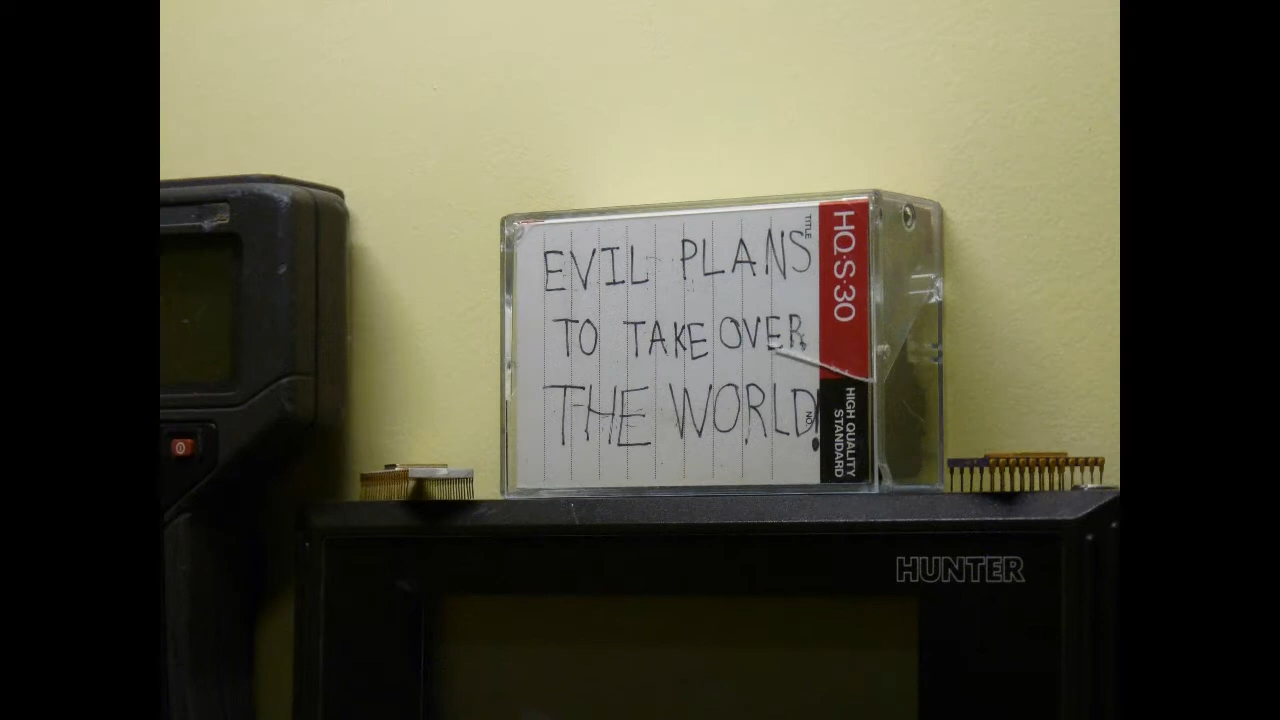 EVIL PLANS
TO TAKE OVER
THE WORLD!
TITLE
NO.
HQ·S·30
HIGH QUALITY
STANDARD
HUNTER